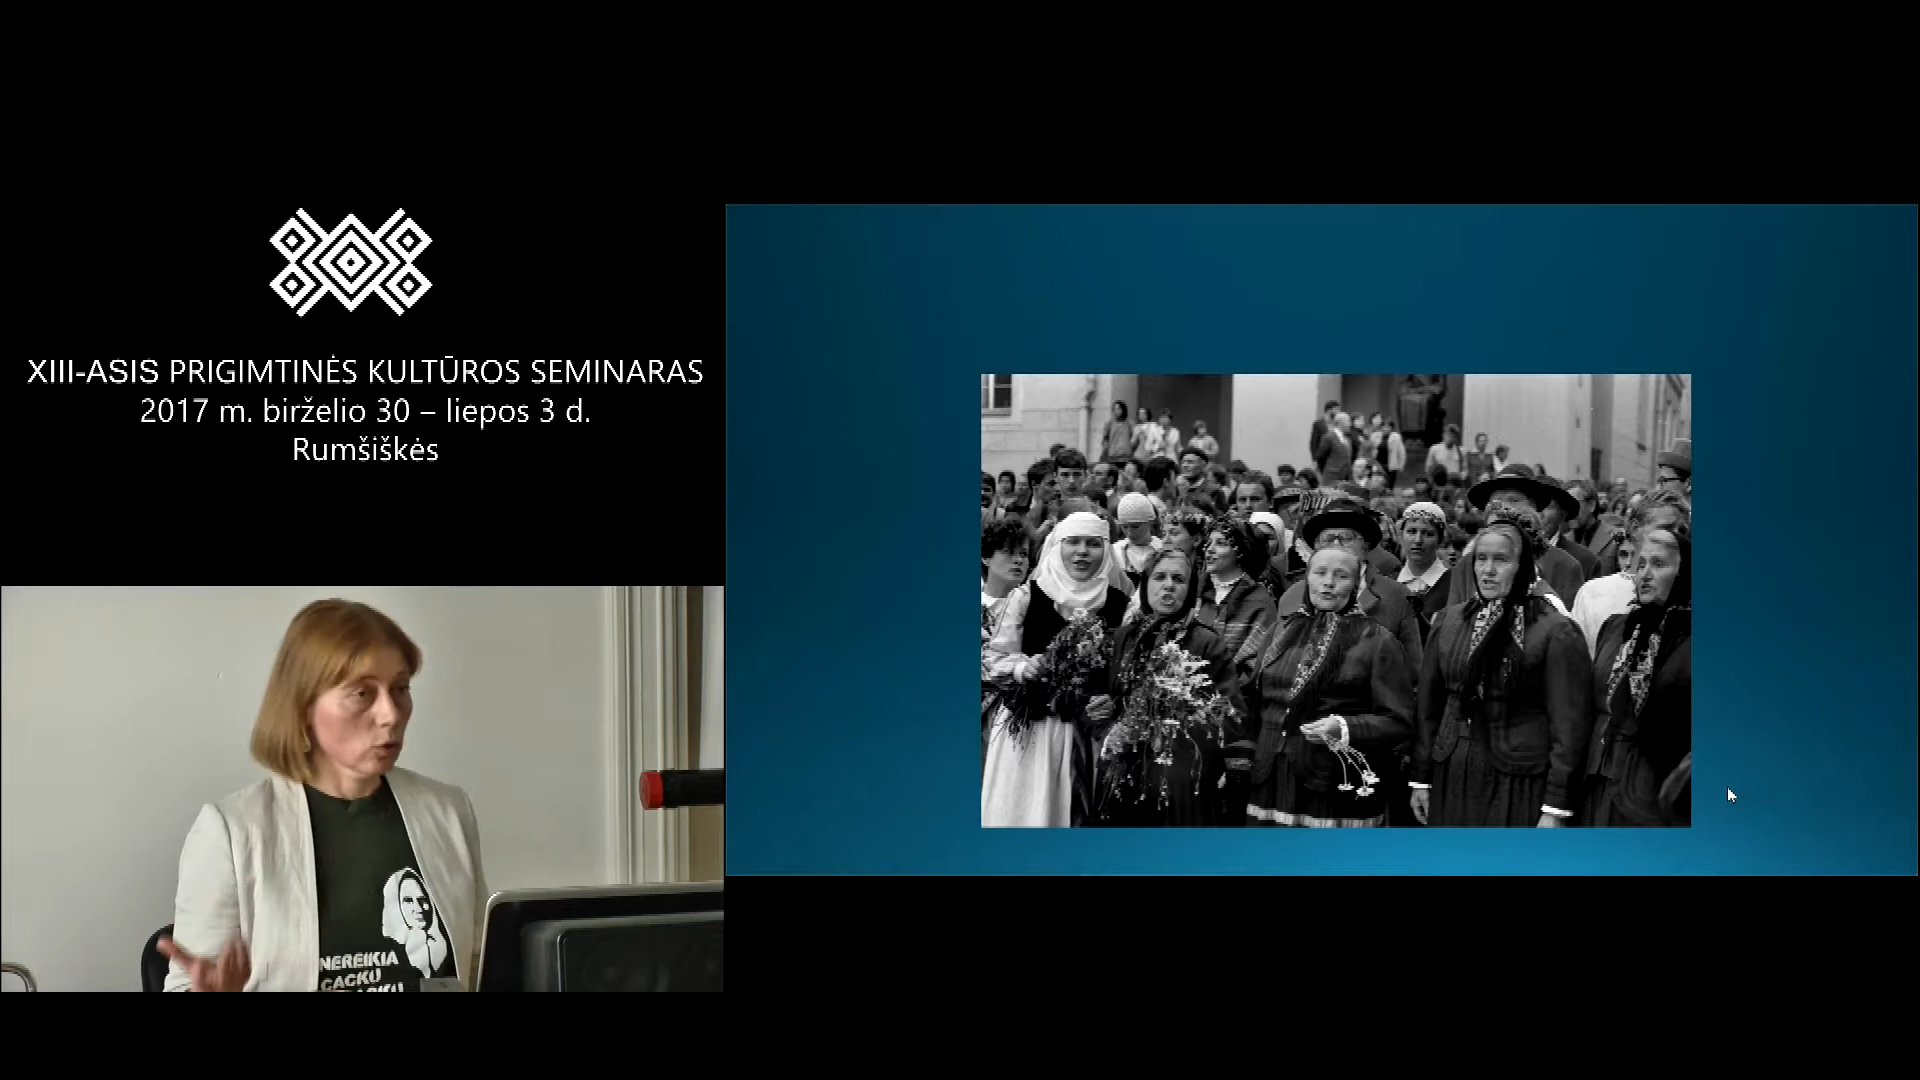 XIII-ASIS PRIGIMTINĖS KULTŪROS SEMINARAS
2017 m. birželio 30 – liepos 3 d.
Rumšiškės
NEREIKIA
CACKŲ